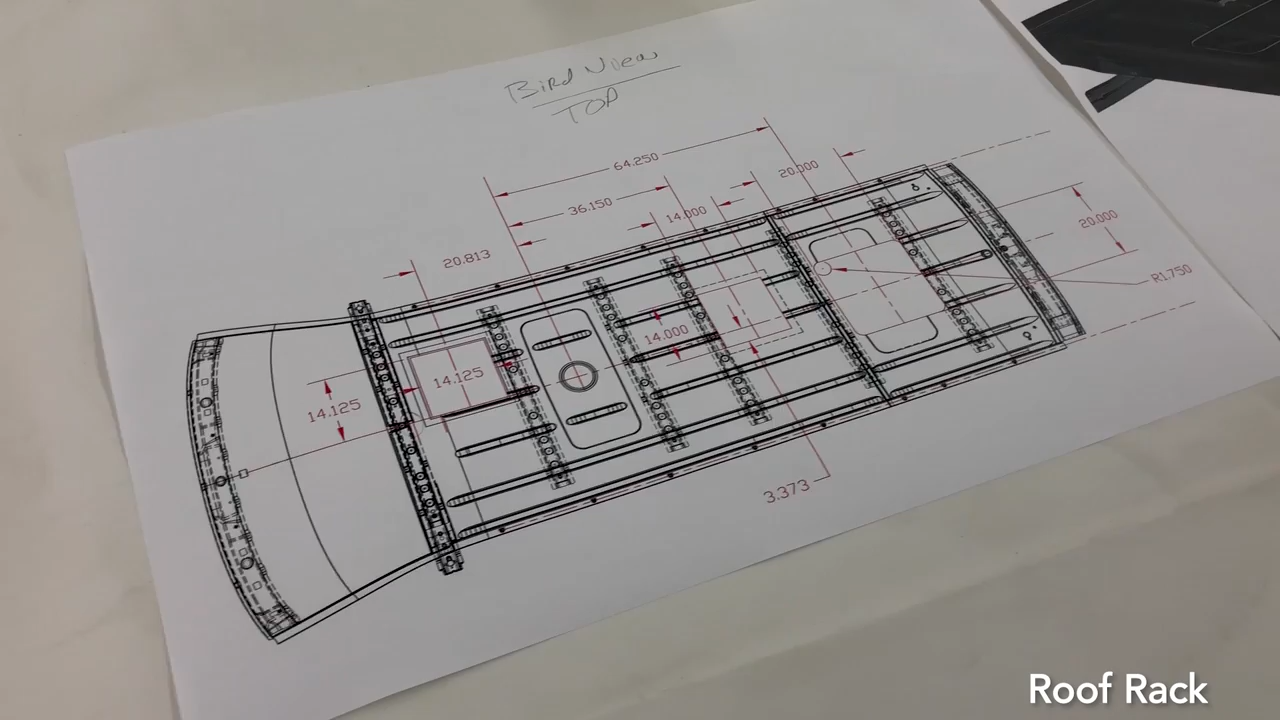 Bird View
TOP
64.250
20.000
36.150
14.000
20.813
20.000
R1.750
14.000
14.125
14.125
3.373
Roof Rack